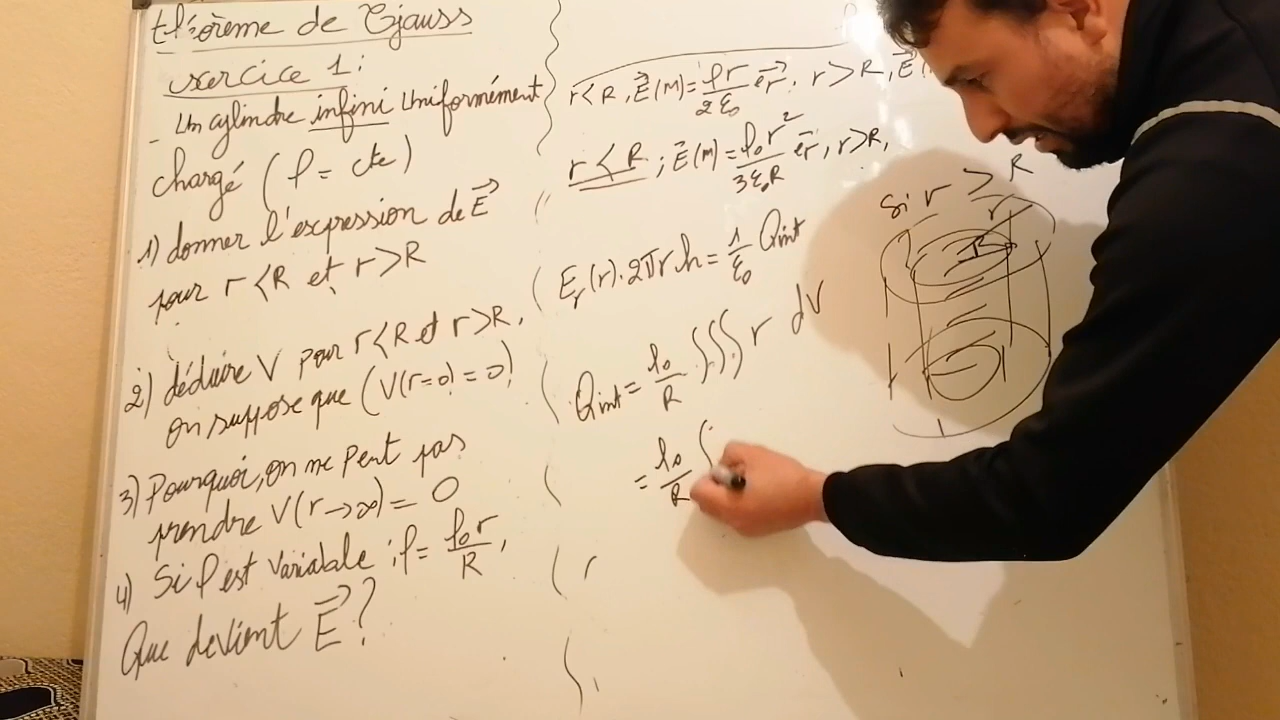 théorème de Gauss
exercice 1:
- Un cylindre infini uniformément
chargé (ρ = cte)
1) donner l'expression de E⃗
pour r < R et r > R
2) déduire V pour r < R et r > R,
on suppose que (V(r=0) = 0)
3) Pourquoi, on ne peut pas
prendre V(r→∞) = 0
4) Si ρ est variable ; ρ = ρ₀r/R,
Que devient E⃗ ?
r < R, E⃗(M) = ρr/2ε₀ e⃗r, r > R, E⃗
r < R ; E⃗(M) = ρ₀r²/3ε₀R e⃗r, r > R,
Er(r).2πr.h = 1/ε₀ Qint
Qint = ρ₀/R ∫∫∫ r dV
= ρ₀/R ∫
si r > R
r
R